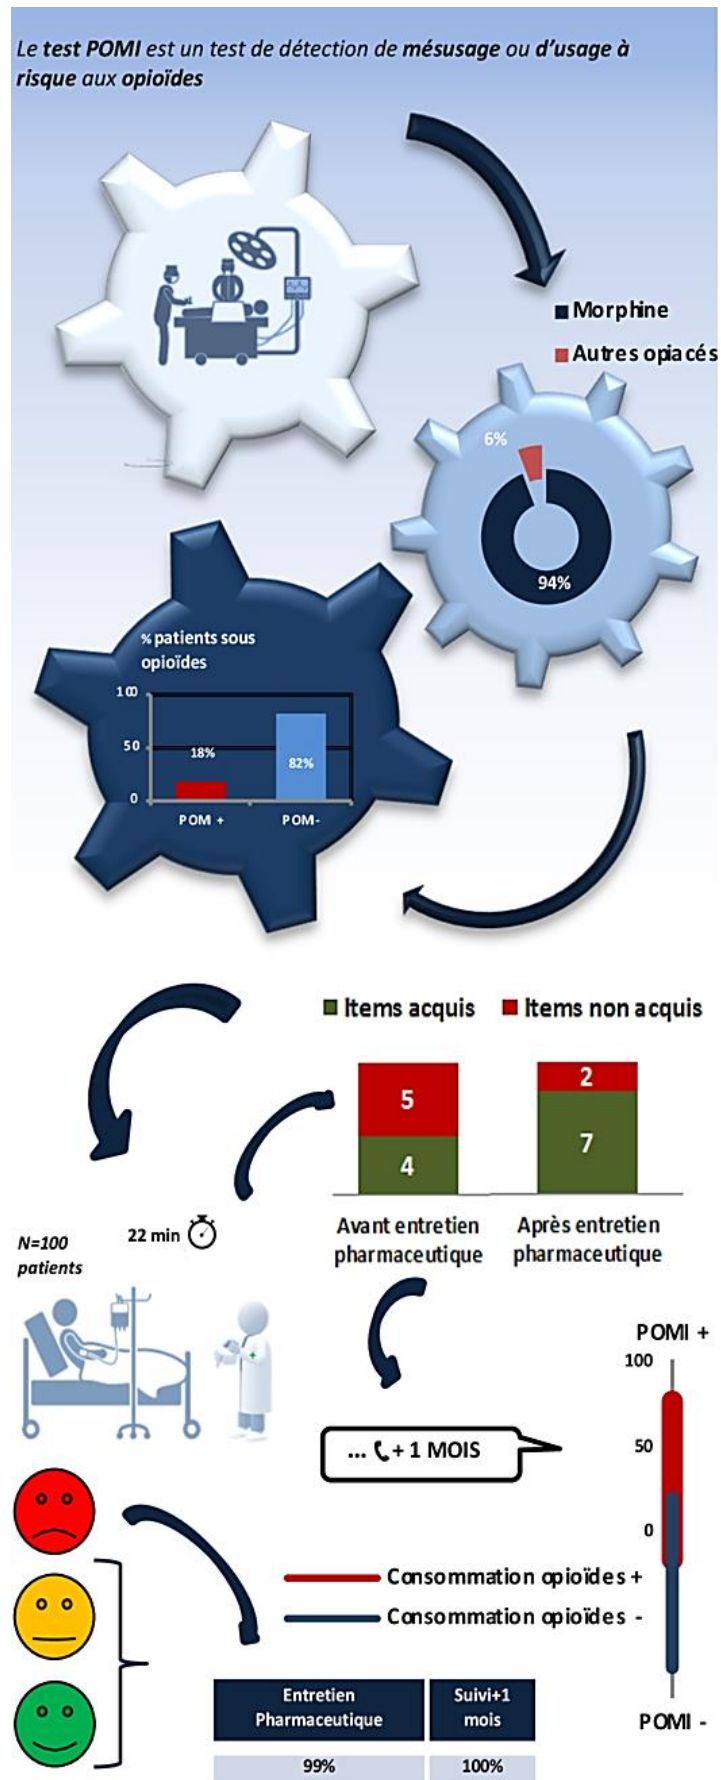 Le test POMI est un test de détection de mésusage ou d'usage à
risque aux opioïdes
Morphine
Autres opiacés
6%
94%
% patients sous
opioïdes
100
50
0
18%
82%
POM +
POM-
Items acquis
Items non acquis
5
4
2
7
Avant entretien
pharmaceutique
Après entretien
pharmaceutique
22 min
N=100
patients
POMI +
100
50
0
... + 1 MOIS
Consommation opioïdes +
Consommation opioïdes -
POMI -
Entretien
Pharmaceutique
Suivi+1
mois
99%
100%